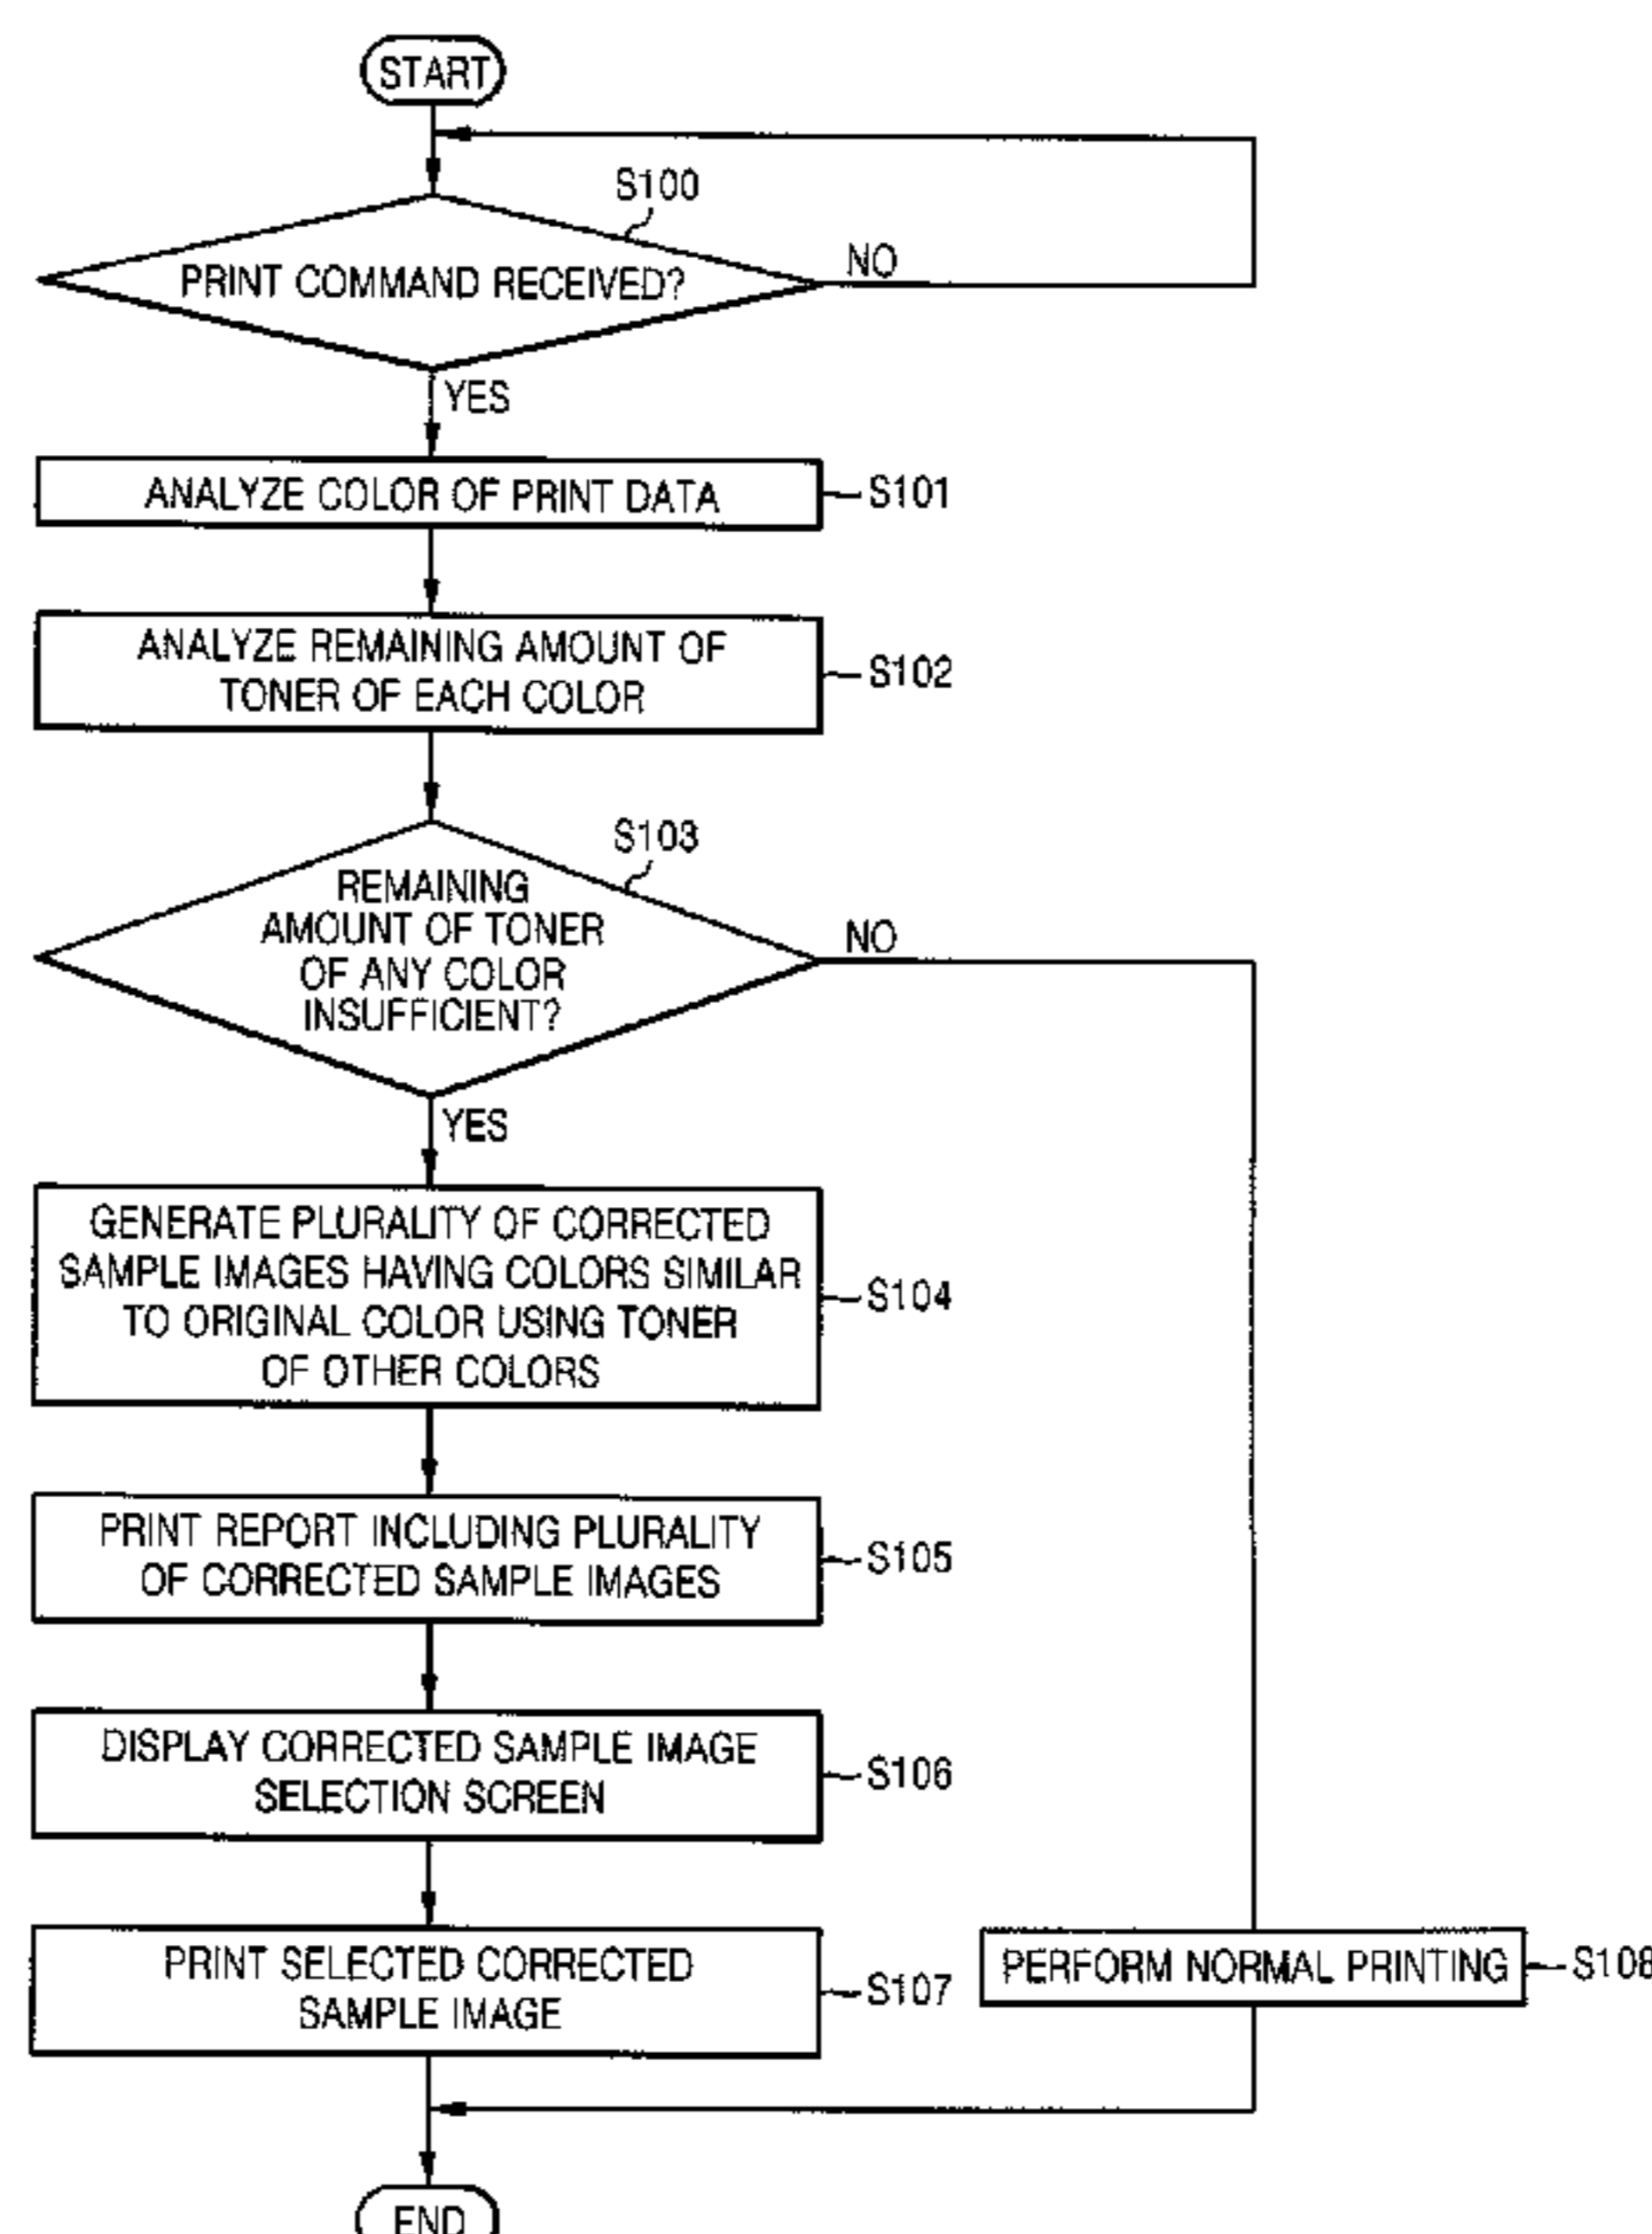 START
S100
PRINT COMMAND RECEIVED?
NO
YES
ANALYZE COLOR OF PRINT DATA
S101
ANALYZE REMAINING AMOUNT OF
TONER OF EACH COLOR
S102
S103
REMAINING
AMOUNT OF TONER
OF ANY COLOR
INSUFFICIENT?
NO
YES
GENERATE PLURALITY OF CORRECTED
SAMPLE IMAGES HAVING COLORS SIMILAR
TO ORIGINAL COLOR USING TONER
OF OTHER COLORS
S104
PRINT REPORT INCLUDING PLURALITY
OF CORRECTED SAMPLE IMAGES
S105
DISPLAY CORRECTED SAMPLE IMAGE
SELECTION SCREEN
S106
PRINT SELECTED CORRECTED
SAMPLE IMAGE
S107
PERFORM NORMAL PRINTING
S108
END